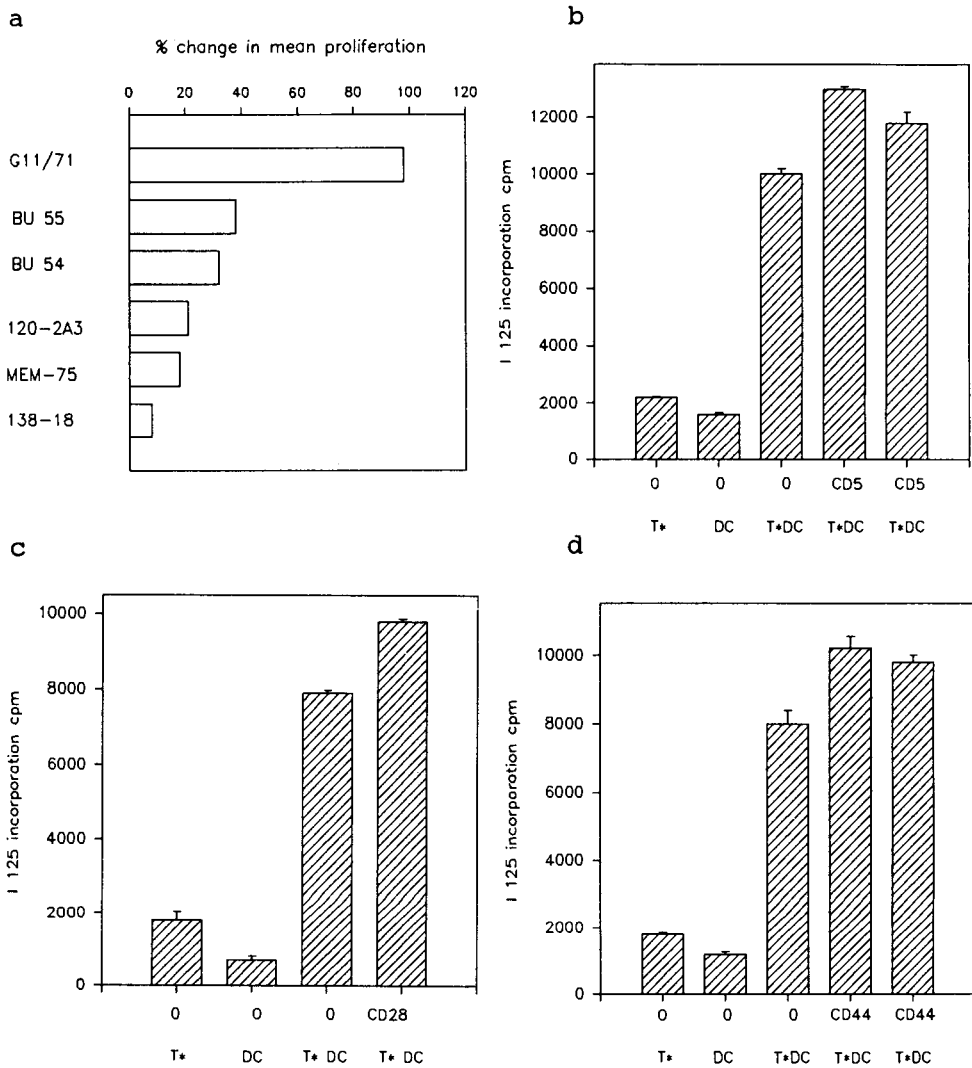 a
% change in mean proliferation
0 20 40 60 80 100 120
G11/71
BU 55
BU 54
120-2A3
MEM-75
138-18
b
I 125 incorporation cpm
12000
10000
8000
6000
4000
2000
0
0 0 0 CD5 CD5
T* DC T*DC T*DC T*DC
c
I 125 incorporation cpm
10000
8000
6000
4000
2000
0
0 0 0 CD28
T* DC T* DC T* DC
d
I 125 incorporation cpm
10000
8000
6000
4000
2000
0
0 0 0 CD44 CD44
T* DC T*DC T*DC T*DC